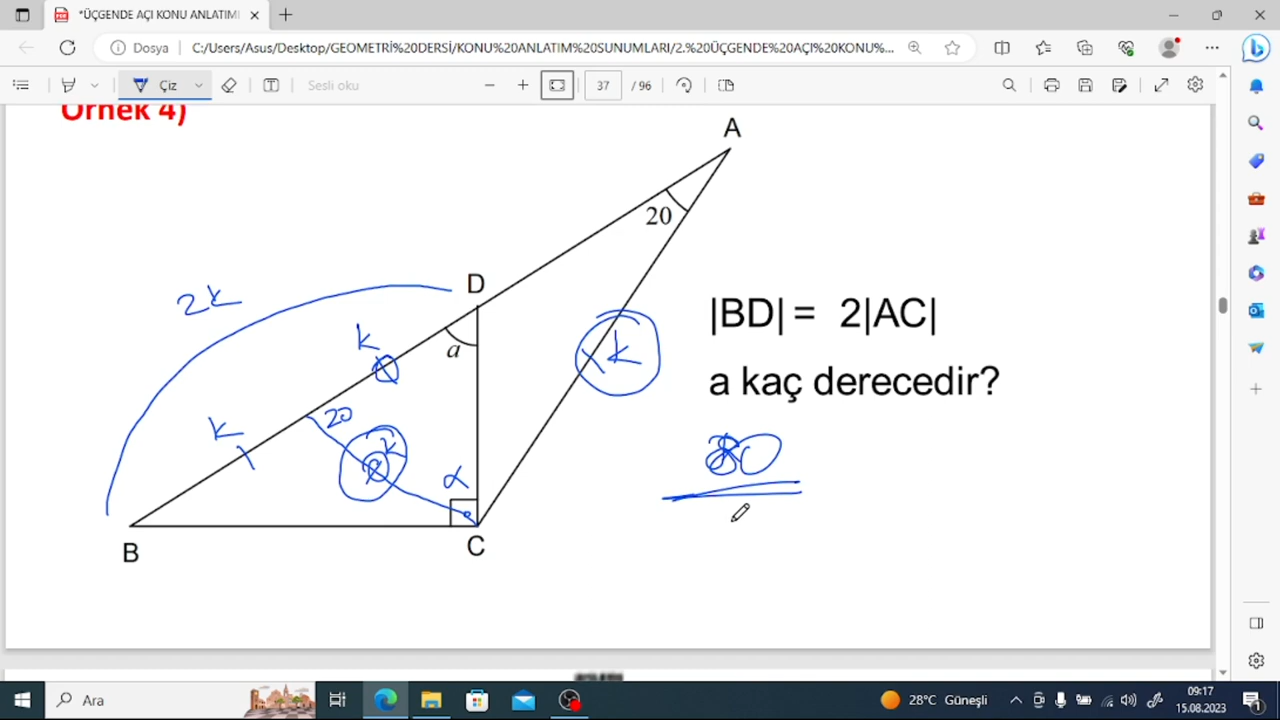 *ÜÇGENDE AÇI KONU ANLATIMI
Dosya
C:/Users/Asus/Desktop/GEOMETRİ%20DERSİ/KONU%20ANLATIM%20SUNUMLARI/2.%20ÜÇGENDE%20AÇI%20KONU%...
Çiz
Sesli oku
37
/ 96
Örnek 4)
A
20
D
2k
k
a
k
|BD| = 2|AC|
k
20
a kaç derecedir?
k
k
α
80
B
C
Ara
28°C Güneşli
09:17
15.08.2023
1